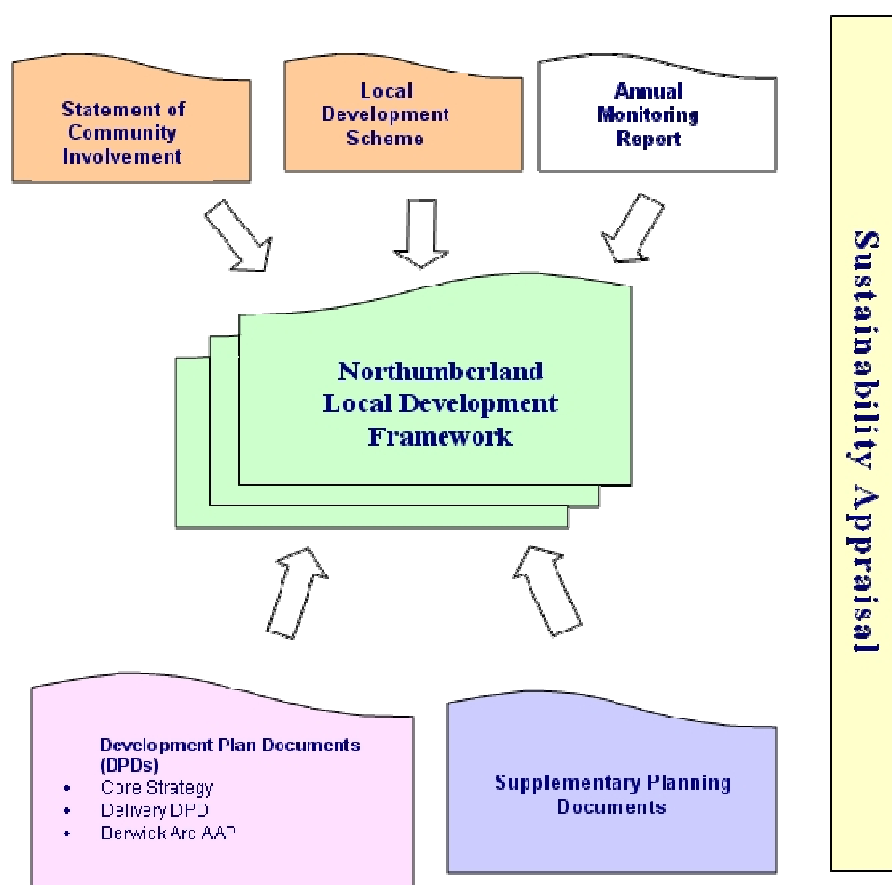 Statement of
Community
Involvement
Local
Development
Scheme
Annual
Monitoring
Report
Northumberland
Local Development
Framework
Development Plan Documents
(DPDs)
• Core Strategy
• Delivery DPD
• Berwick Arc AAP
Supplementary Planning
Documents
Sustainability Appraisal